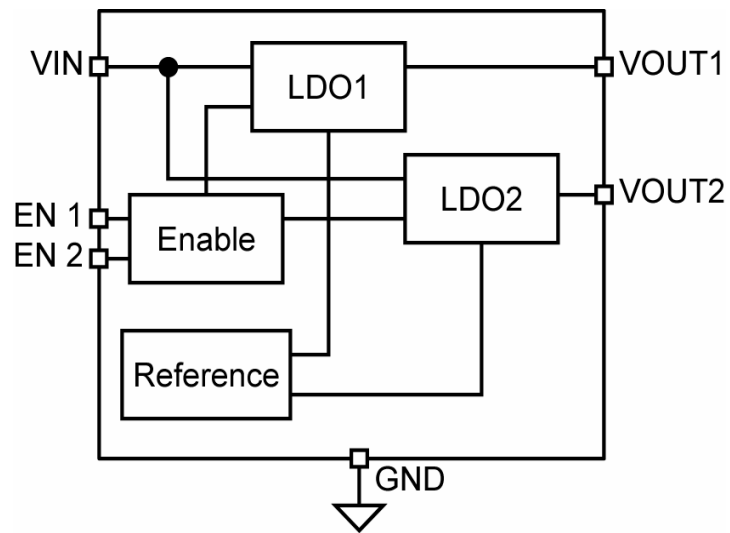 VIN
LDO1
VOUT1
LDO2
VOUT2
EN 1
Enable
EN 2
Reference
GND